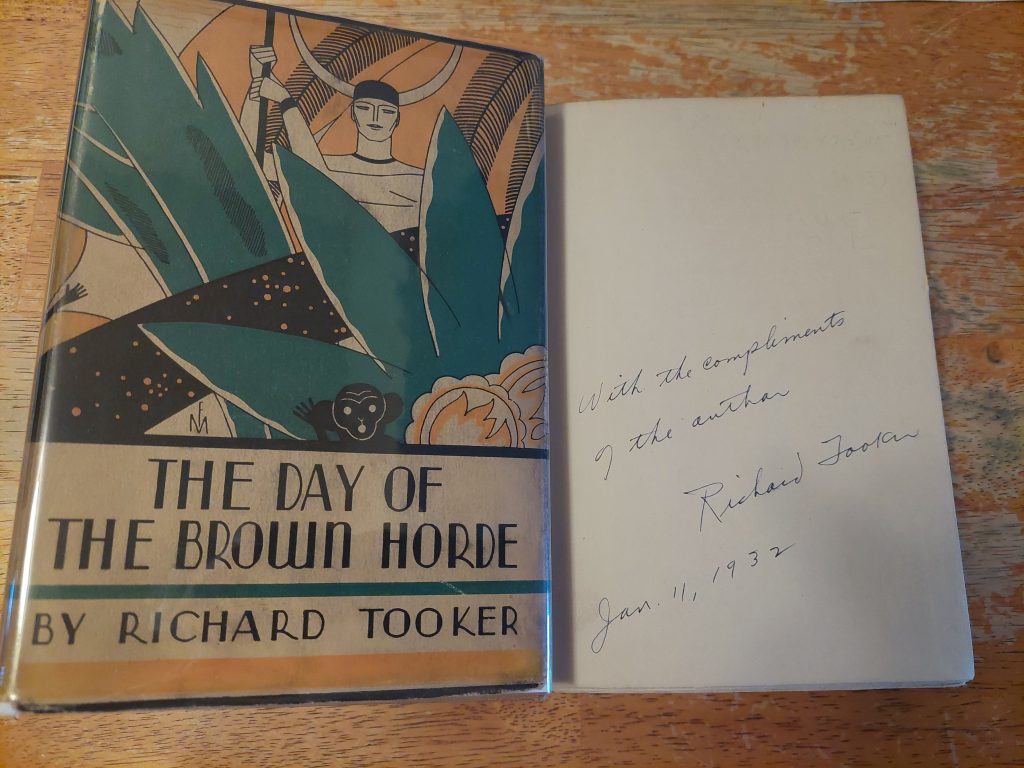 THE DAY OF
THE BROWN HORDE
BY RICHARD TOOKER
With the compliments
of the author
Richard Tooker
Jan. 11, 1932